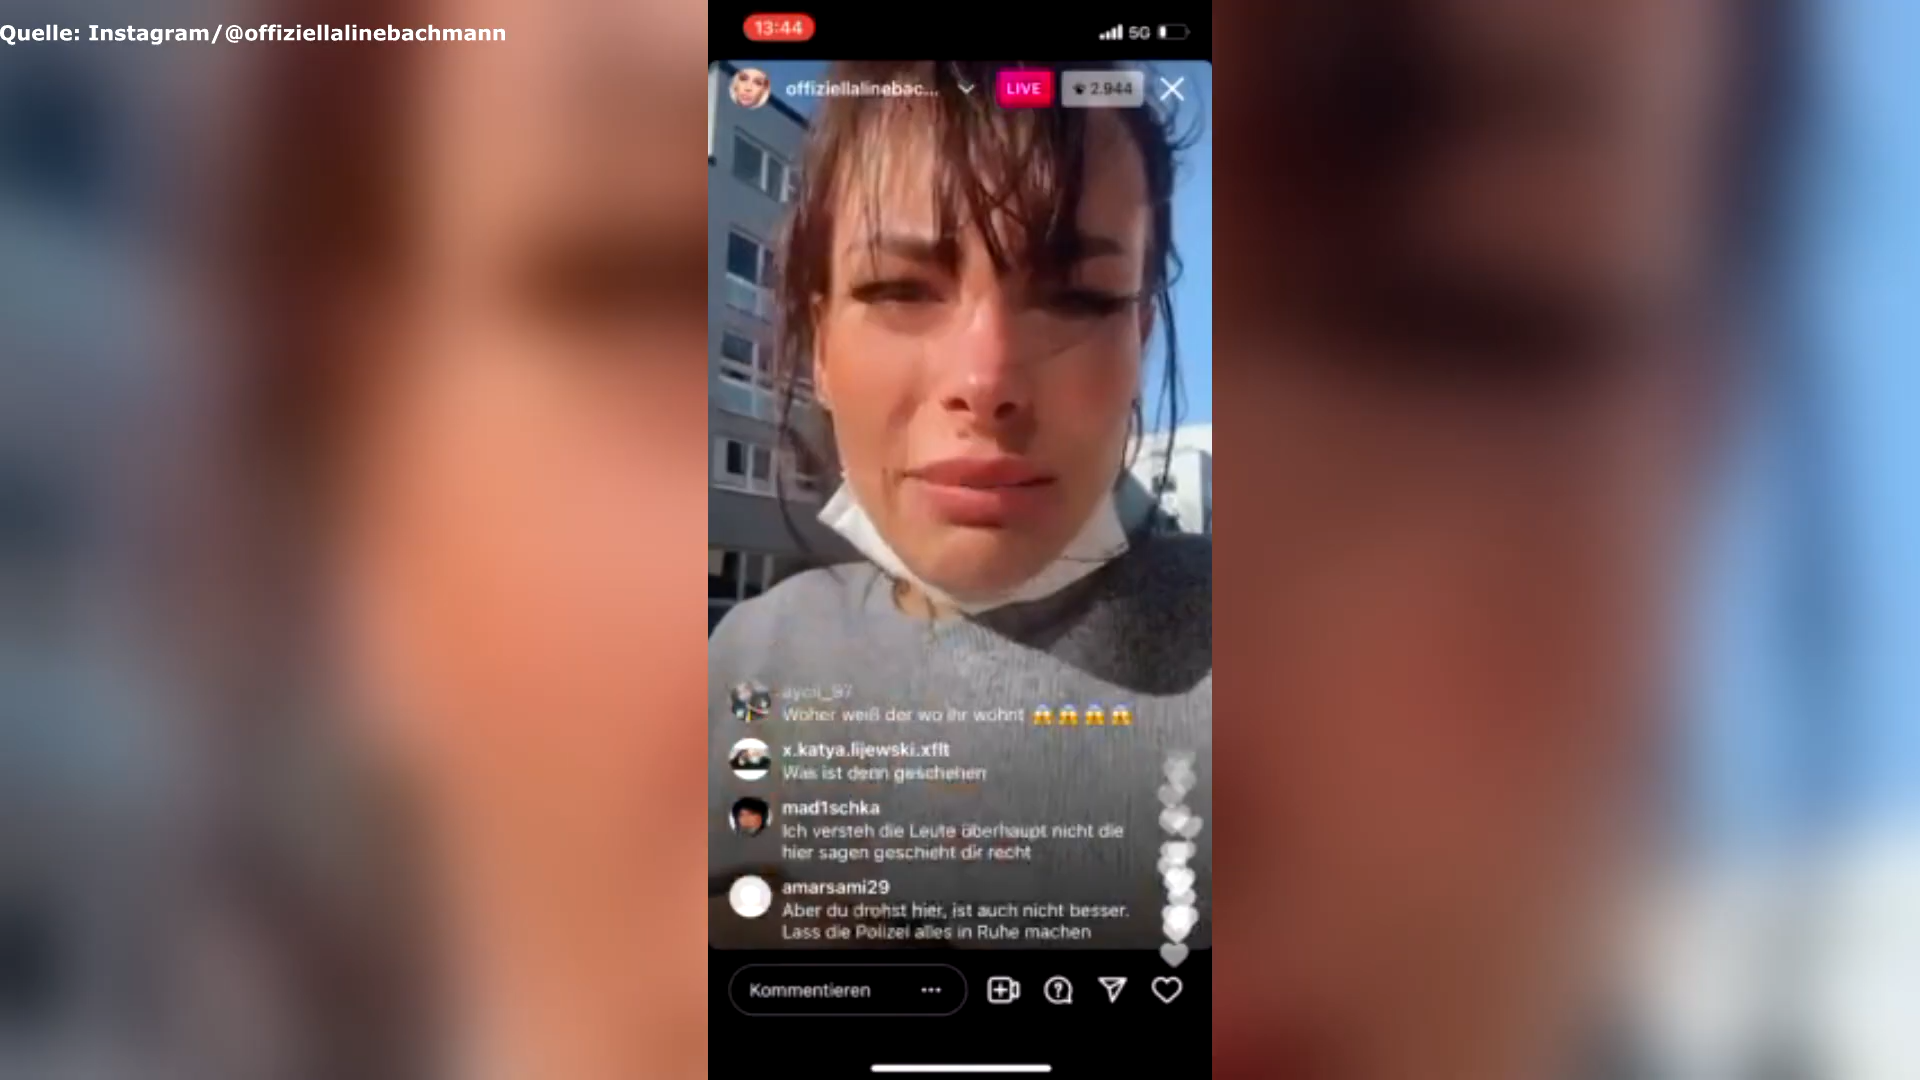 Quelle: Instagram/@offiziellalinebachmann
13:44
5G
offiziellalinebac...
LIVE
2.944
aycii_97
Woher weiß der wo ihr wohnt 😱😱😱😱
x.katya.lijewski.xflt
Was ist denn geschehen
mad1schka
Ich versteh die Leute überhaupt nicht die
hier sagen geschieht dir recht
amarsami29
Aber du drohst hier, ist auch nicht besser.
Lass die Polizei alles in Ruhe machen
Kommentieren